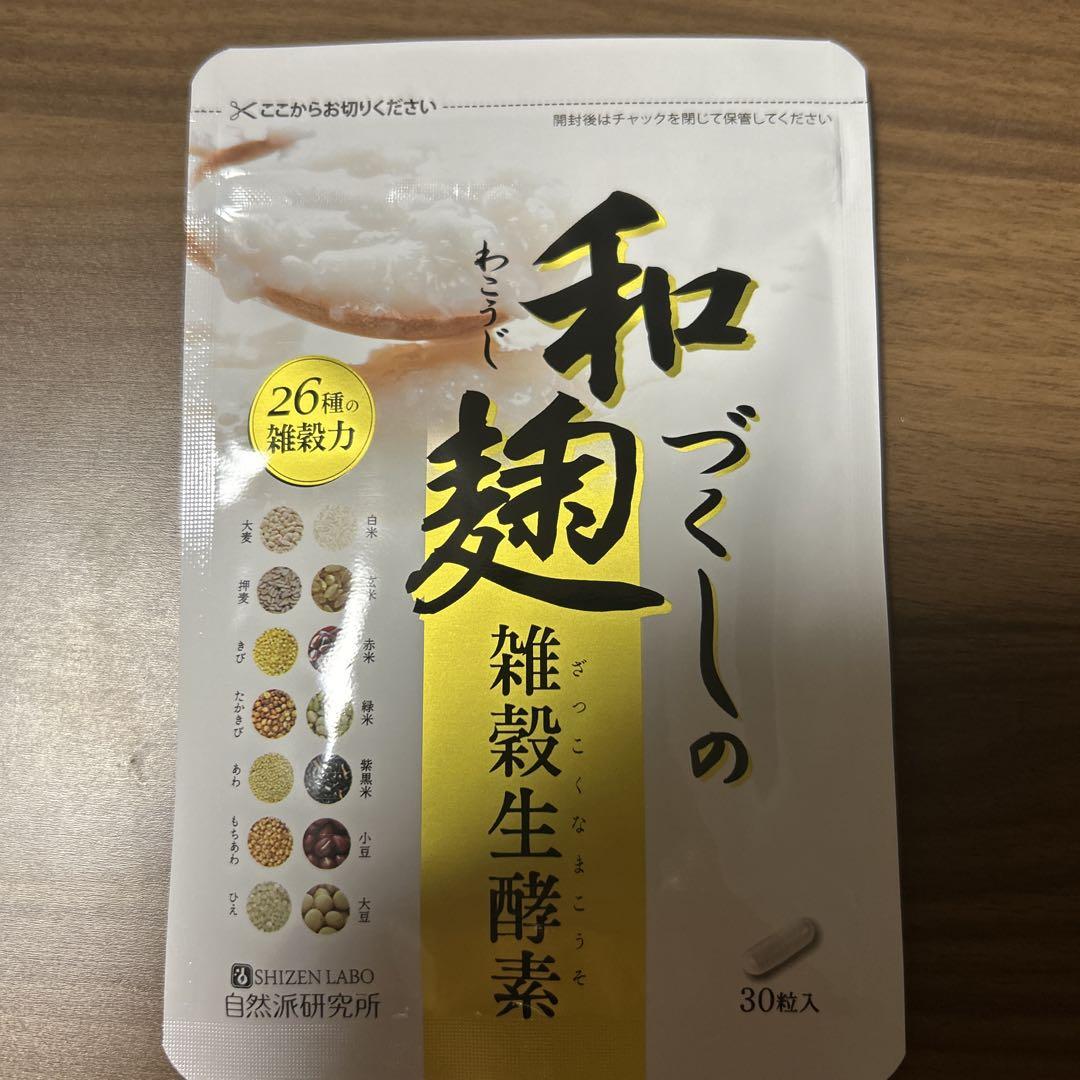 ここからお切りください
開封後はチャックを閉じて保管してください
和麹
わこうじ
づくしの
雑穀生酵素
ざつこくなまこうそ
26種の
雑穀力
白米
大麦
玄米
押麦
赤米
きび
緑米
たかきび
紫黒米
あわ
小豆
もちあわ
大豆
ひえ
SHIZEN LABO
自然派研究所
30粒入